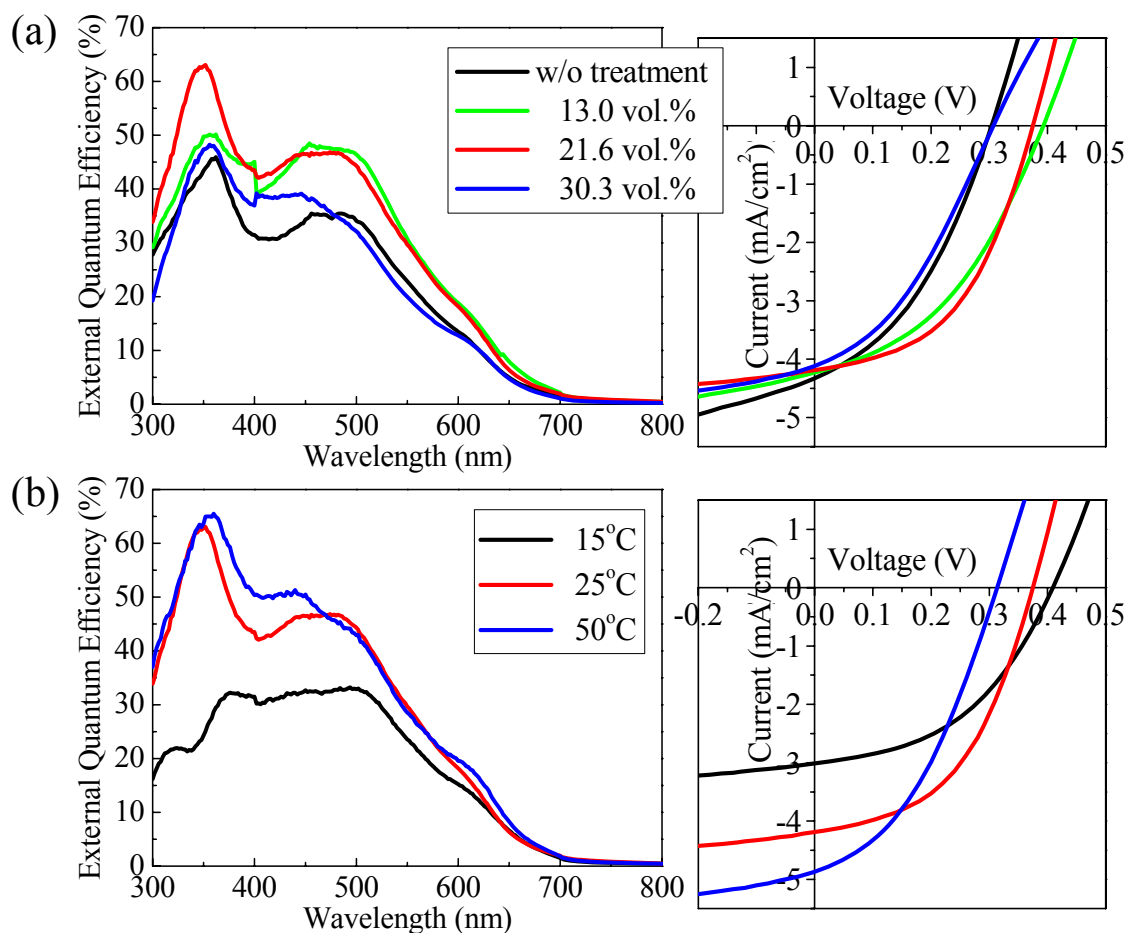 (a)
External Quantum Efficiency (%)
70
60
50
40
30
20
10
0
300 400 500 600 700 800
Wavelength (nm)
w/o treatment
13.0 vol.%
21.6 vol.%
30.3 vol.%
Voltage (V)
0.0 0.1 0.2 0.3 0.4 0.5
Current (mA/cm²)
1
0
-1
-2
-3
-4
-5
(b)
External Quantum Efficiency (%)
70
60
50
40
30
20
10
0
300 400 500 600 700 800
Wavelength (nm)
15°C
25°C
50°C
Voltage (V)
-0.2 0.0 0.1 0.2 0.3 0.4 0.5
Current (mA/cm²)
1
0
-1
-2
-3
-4
-5